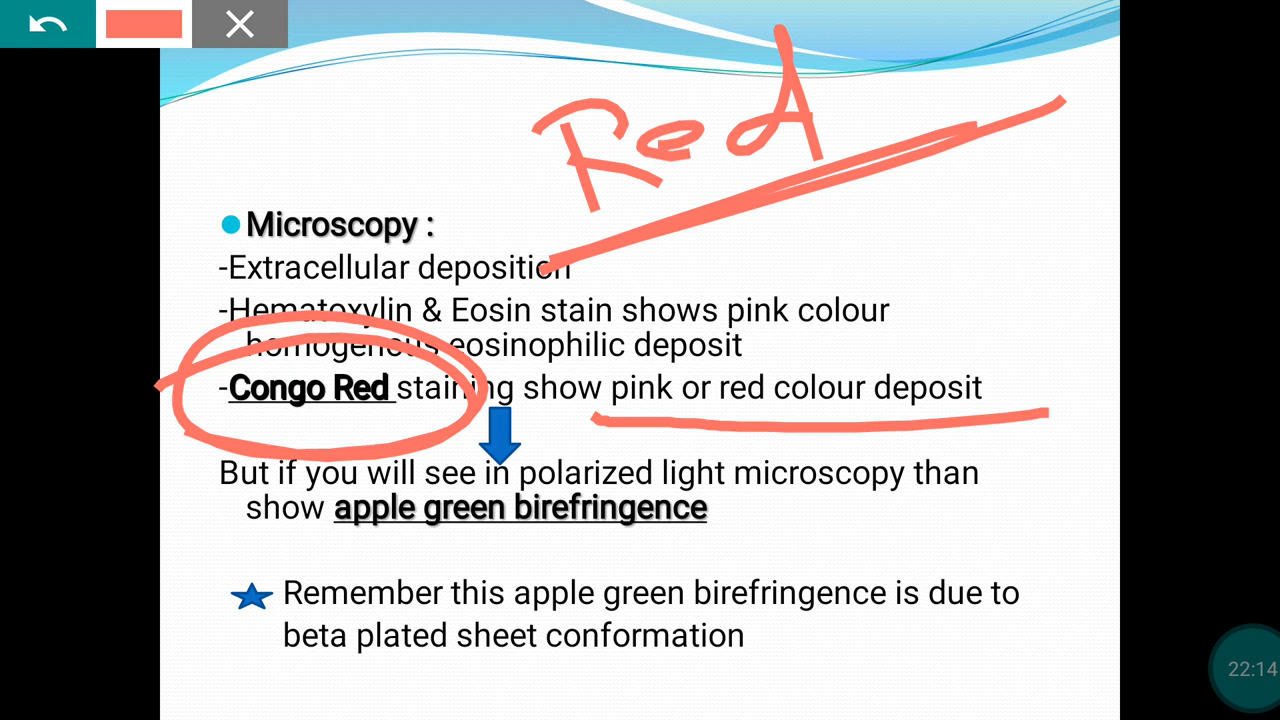 Red
Microscopy :
-Extracellular deposition
-Hematoxylin & Eosin stain shows pink colour
homogenous eosinophilic deposit
-Congo Red staining show pink or red colour deposit
But if you will see in polarized light microscopy than
show apple green birefringence
Remember this apple green birefringence is due to
beta plated sheet conformation
22:14